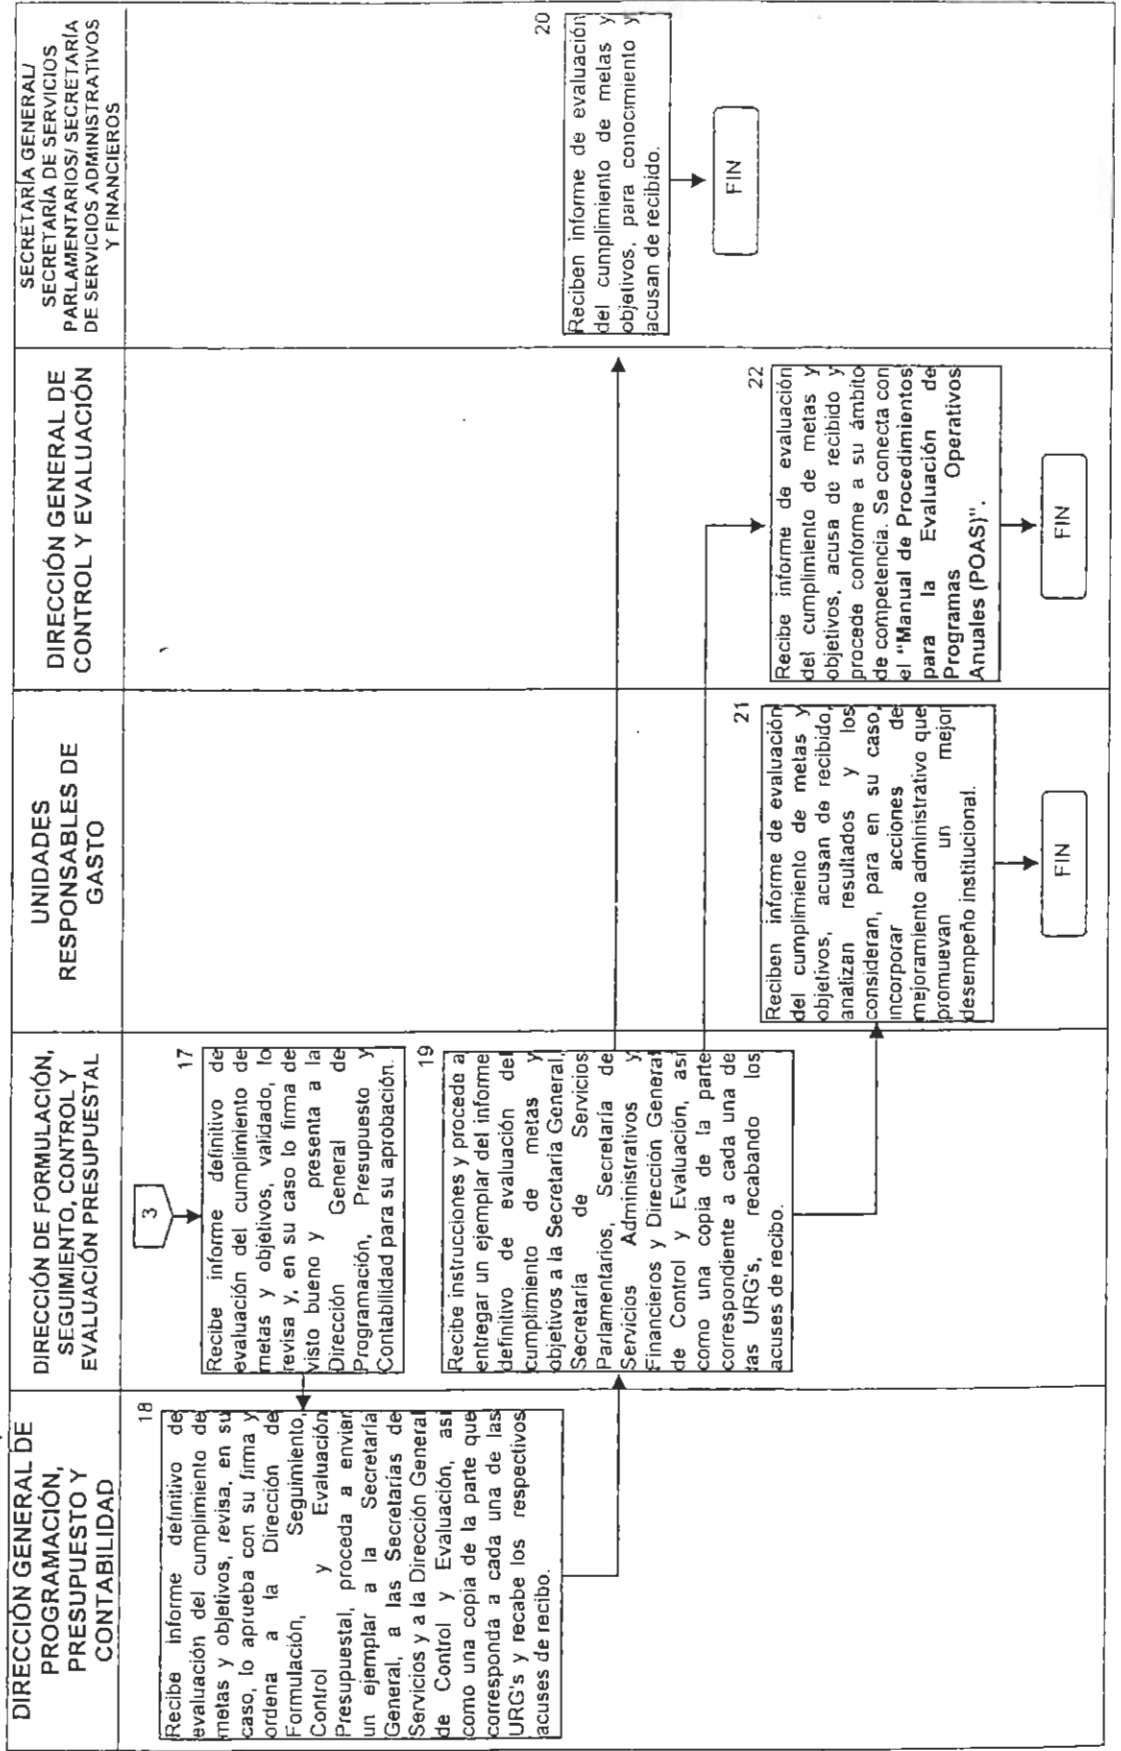 DIRECCIÓN GENERAL DE
PROGRAMACIÓN,
PRESUPUESTO Y
CONTABILIDAD
DIRECCIÓN DE FORMULACIÓN,
SEGUIMIENTO, CONTROL Y
EVALUACIÓN PRESUPUESTAL
UNIDADES
RESPONSABLES DE
GASTO
DIRECCIÓN GENERAL DE
CONTROL Y EVALUACIÓN
SECRETARÍA GENERAL/
SECRETARÍA DE SERVICIOS
PARLAMENTARIOS/ SECRETARÍA
DE SERVICIOS ADMINISTRATIVOS
Y FINANCIEROS
3
17
Recibe informe definitivo de
evaluación del cumplimiento de
metas y objetivos, validado, lo
revisa y, en su caso lo firma de
visto bueno y presenta a la
Dirección General de
Programación, Presupuesto y
Contabilidad para su aprobación.
18
Recibe informe definitivo de
evaluación del cumplimiento de
metas y objetivos, revisa, en su
caso, lo aprueba con su firma y
ordena a la Dirección de
Formulación, Seguimiento,
Control y Evaluación
Presupuestal, proceda a enviar
un ejemplar a la Secretaría
General, a las Secretarías de
Servicios y a la Dirección General
de Control y Evaluación, así
como una copia de la parte que
corresponda a cada una de las
URG's y recabe los respectivos
acuses de recibo.
19
Recibe instrucciones y procede a
entregar un ejemplar del informe
definitivo de evaluación del
cumplimiento de metas y
objetivos a la Secretaria General,
Secretaría de Servicios
Parlamentarios, Secretaría de
Servicios Administrativos y
Financieros y Dirección General
de Control y Evaluación, así
como una copia de la parte
correspondiente a cada una de
las URG's, recabando los
acuses de recibo.
20
Reciben informe de evaluación
del cumplimiento de metas y
objetivos, para conocimiento y
acusan de recibido.
FIN
21
Reciben informe de evaluación
del cumplimiento de metas y
objetivos, acusan de recibido,
analizan resultados y los
consideran, para en su caso,
incorporar acciones de
mejoramiento administrativo que
promuevan un mejor
desempeño institucional.
FIN
22
Recibe informe de evaluación
del cumplimiento de metas y
objetivos, acusa de recibido y
procede conforme a su ámbito
de competencia. Se conecta con
el "Manual de Procedimientos
para la Evaluación de
Programas Operativos
Anuales (POAS)".
FIN